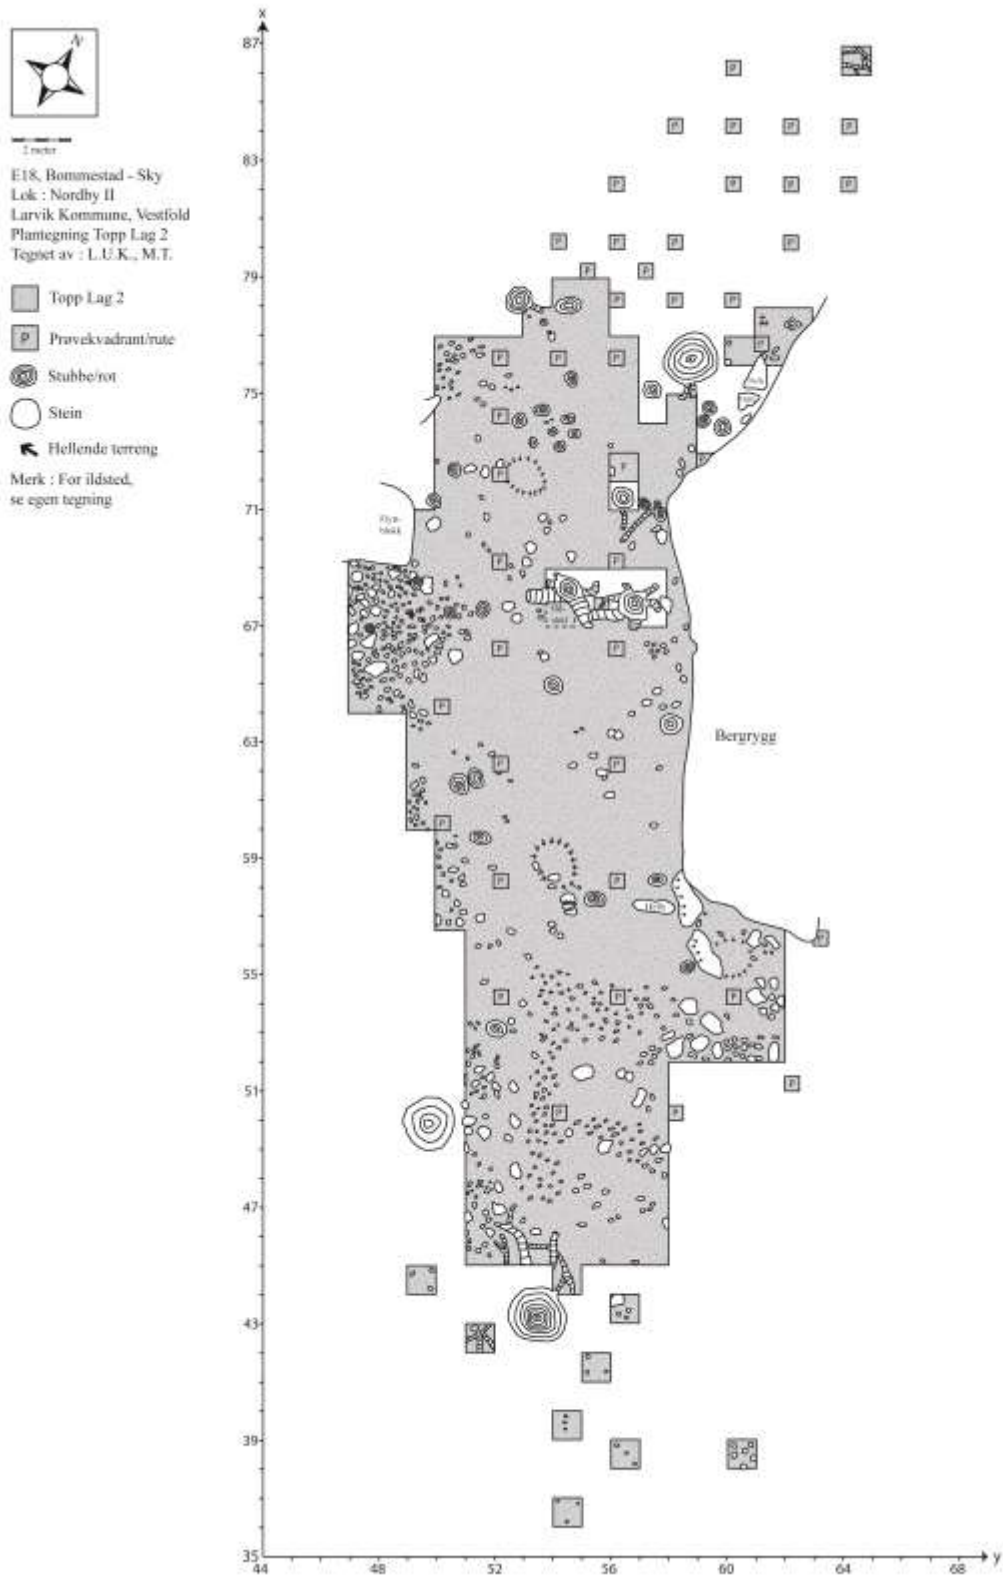 N
2 meter
E18, Bommestad - Sky
Lok : Nordby II
Larvik Kommune, Vestfold
Plantegning Topp Lag 2
Tegnet av : L.U.K., M.T.
Topp Lag 2
P Prøvekvadrant/rute
Stubbe/rot
Stein
Hellende terreng
Merk : For ildsted,
se egen tegning
x
87
83
79
75
71
67
63
59
55
51
47
43
39
35
44 48 52 56 60 64 68 y
Bergrygg
P
P P P P
P P P P
P P P P
P P
P P P
P
P P P
P
P P
P P
P P
P
P P
P
P P
P
P P P
P
P P